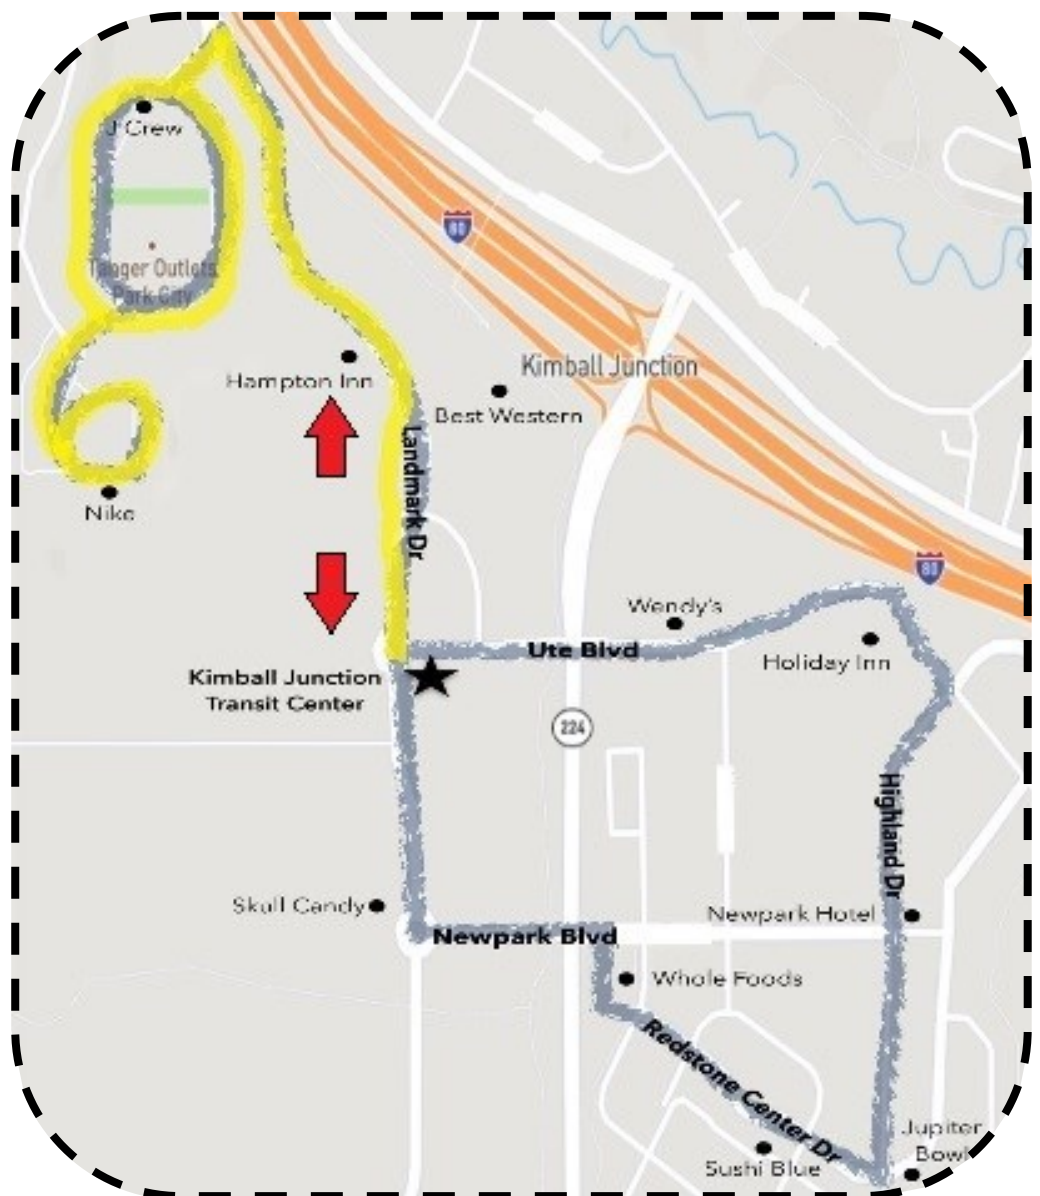 J Crew
80
Tanger Outlets
Park City
Kimball Junction
Hampton Inn
Best Western
Landmark Dr
Nike
80
Wendy's
Ute Blvd
Holiday Inn
Kimball Junction
Transit Center
224
Highland Dr
Skull Candy
Newpark Hotel
Newpark Blvd
Whole Foods
Redstone Center Dr
Jupiter
Bowl
Sushi Blue